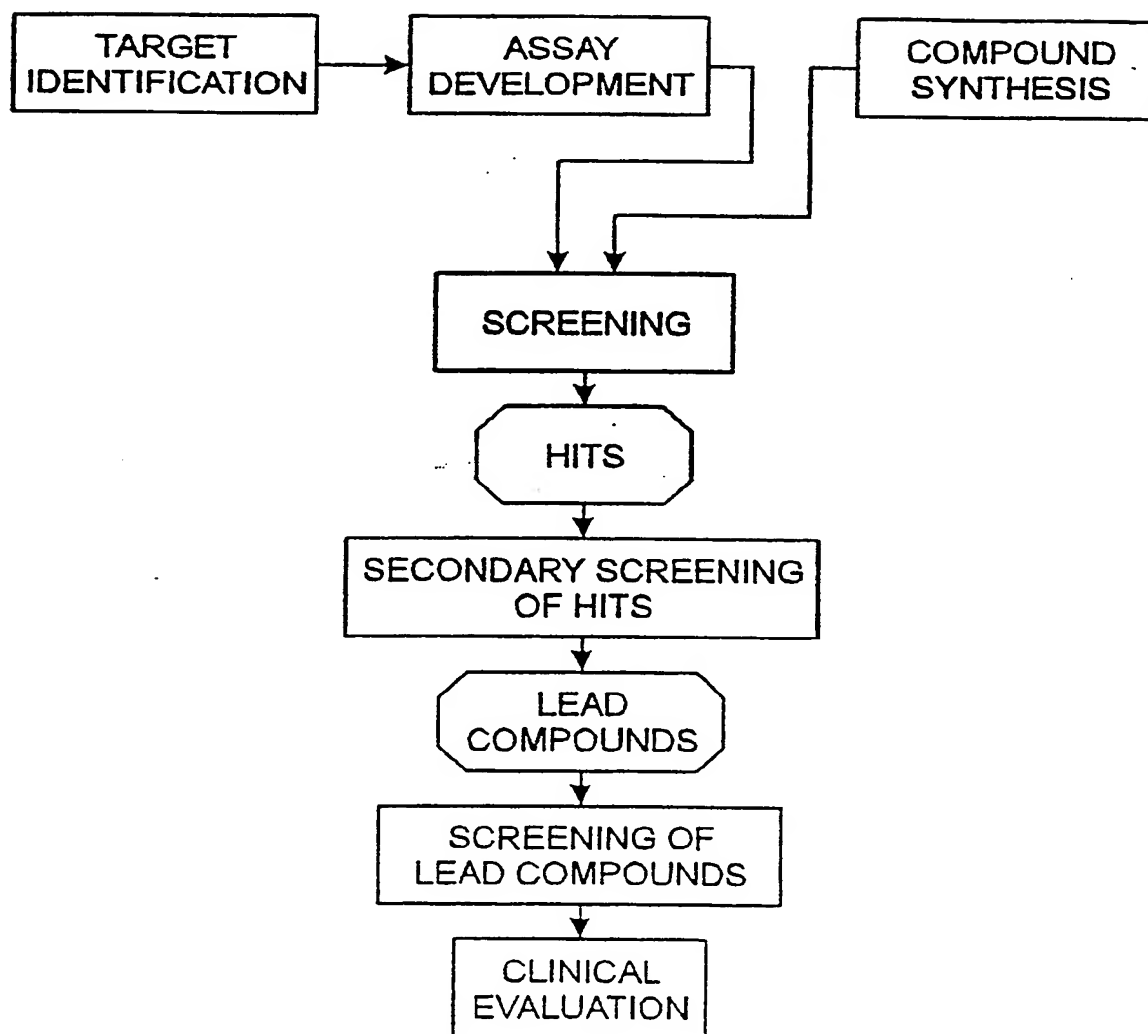 TARGET
IDENTIFICATION
ASSAY
DEVELOPMENT
COMPOUND
SYNTHESIS
SCREENING
HITS
SECONDARY SCREENING
OF HITS
LEAD
COMPOUNDS
SCREENING OF
LEAD COMPOUNDS
CLINICAL
EVALUATION